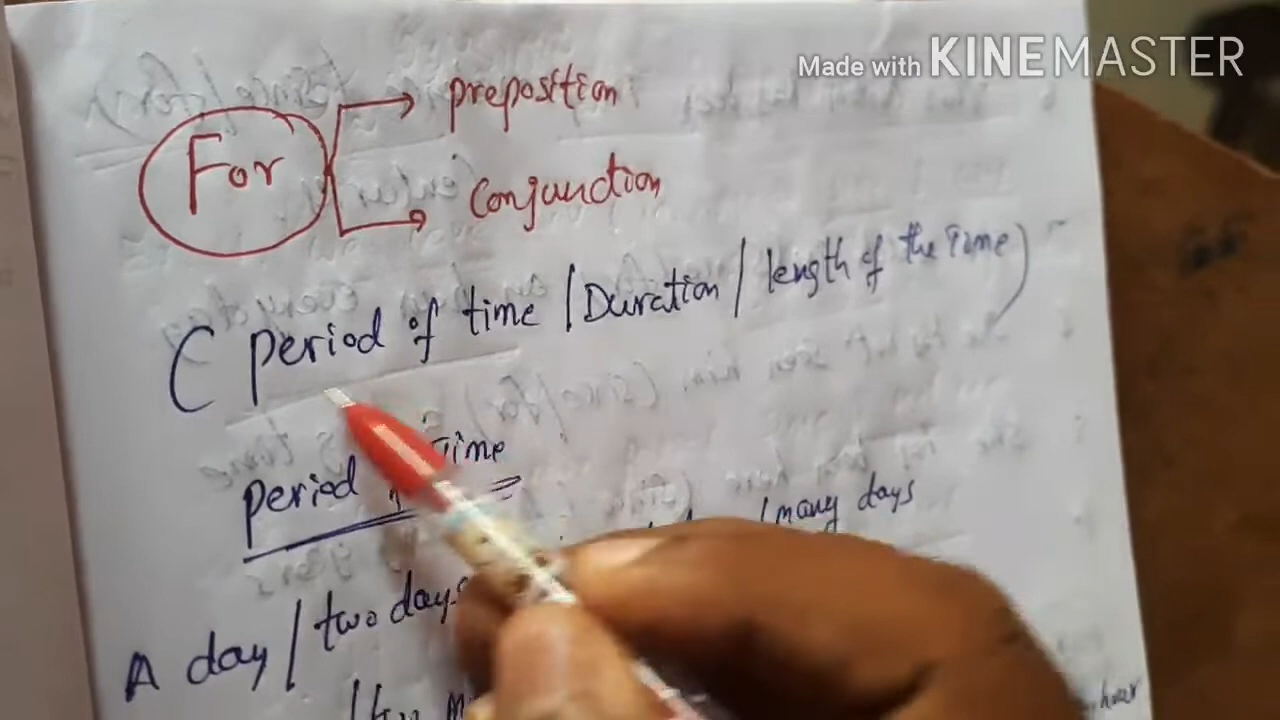 Made with KINEMASTER
For
preposition
Conjunction
( period of time / Duration / length of the Time )
period Time
/ many days
A day / two days
hour